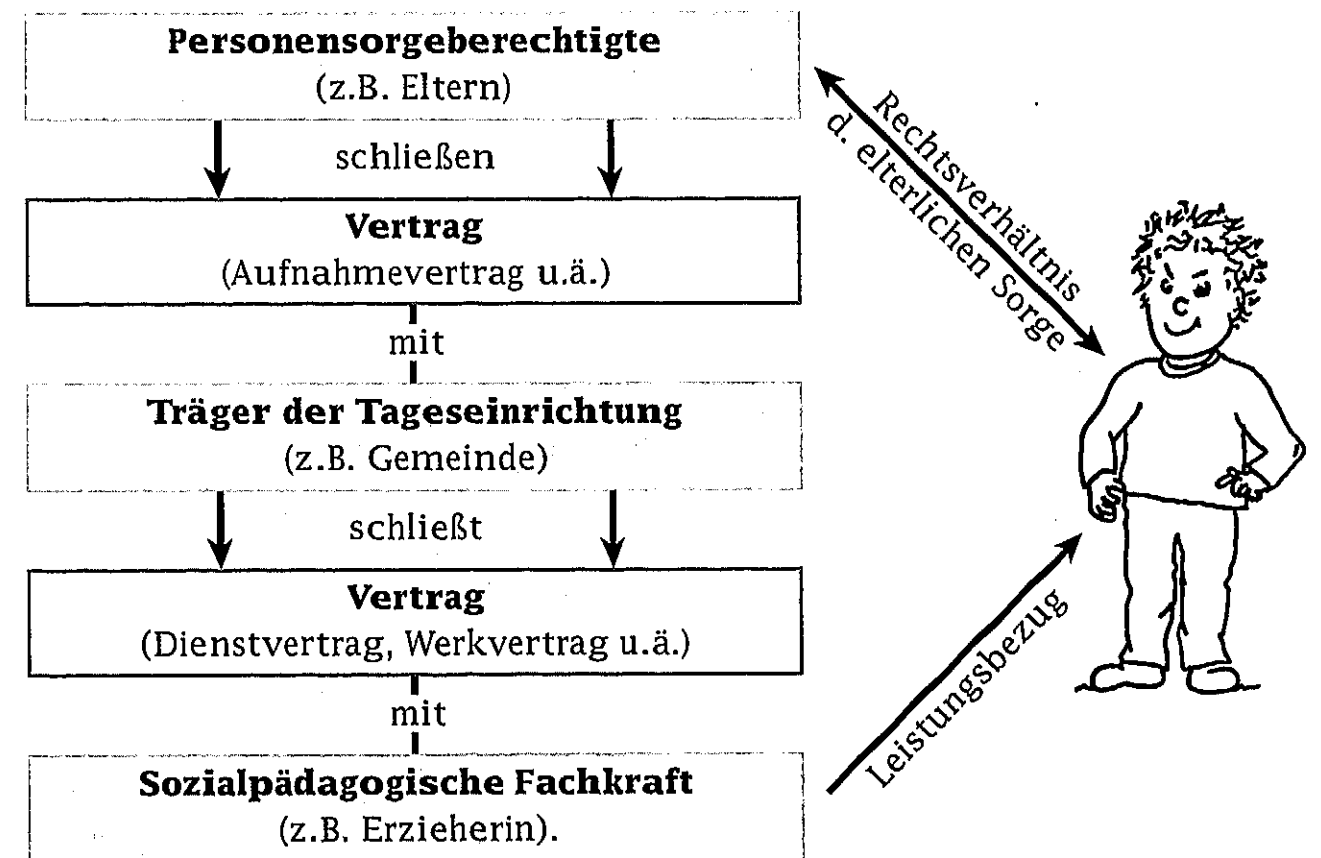 Personensorgeberechtigte
(z.B. Eltern)
schließen
Vertrag
(Aufnahmevertrag u.ä.)
mit
Träger der Tageseinrichtung
(z.B. Gemeinde)
schließt
Vertrag
(Dienstvertrag, Werkvertrag u.ä.)
mit
Sozialpädagogische Fachkraft
(z.B. Erzieherin).
Rechtsverhältnis
d. elterlichen Sorge
Leistungsbezug